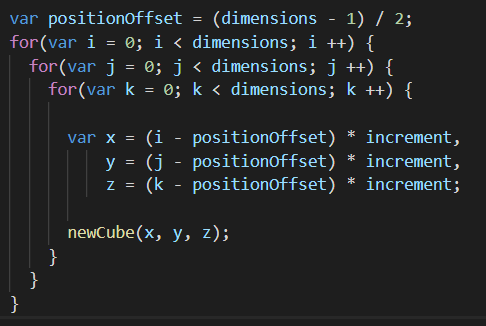 var positionOffset = (dimensions - 1) / 2;
for(var i = 0; i < dimensions; i ++) {
  for(var j = 0; j < dimensions; j ++) {
    for(var k = 0; k < dimensions; k ++) {

      var x = (i - positionOffset) * increment,
          y = (j - positionOffset) * increment,
          z = (k - positionOffset) * increment;

      newCube(x, y, z);
    }
  }
}